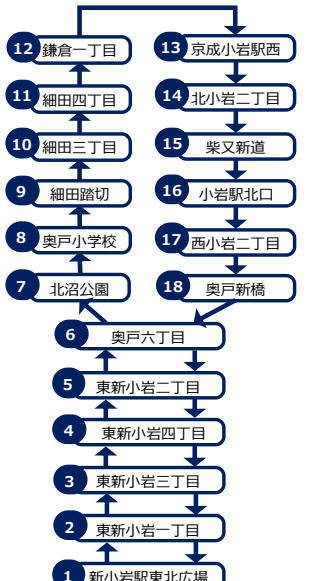 12 鎌倉一丁目
13 京成小岩駅西
11 細田四丁目
14 北小岩二丁目
10 細田三丁目
15 柴又新道
9 細田踏切
16 小岩駅北口
8 奥戸小学校
17 西小岩二丁目
7 北沼公園
18 奥戸新橋
6 奥戸六丁目
5 東新小岩二丁目
4 東新小岩四丁目
3 東新小岩三丁目
2 東新小岩一丁目
1 新小岩駅東北広場